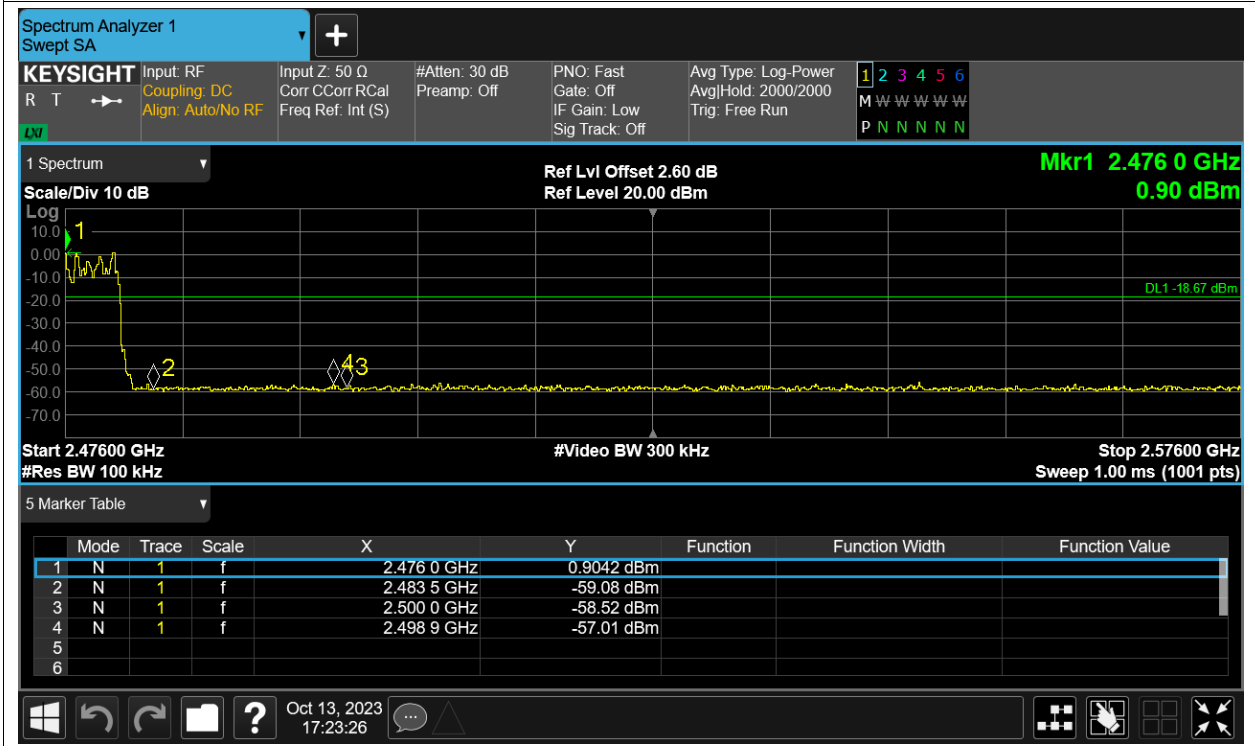 Spectrum Analyzer 1
Swept SA
+
KEYSIGHT Input: RF Input Z: 50 Ω #Atten: 30 dB PNO: Fast Avg Type: Log-Power 1 2 3 4 5 6
R T Coupling: DC Corr CCorr RCal Preamp: Off Gate: Off Avg|Hold: 2000/2000 M W W W W W W
Align: Auto/No RF Freq Ref: Int (S) IF Gain: Low Trig: Free Run
LXI Sig Track: Off P N N N N N
1 Spectrum Ref Lvl Offset 2.60 dB Mkr1 2.476 0 GHz
Scale/Div 10 dB Ref Level 20.00 dBm 0.90 dBm
Log
10.0 1
0.00
-10.0
DL1 -18.67 dBm
-20.0
-30.0
-40.0
-50.0 2 43
-60.0
-70.0
Start 2.47600 GHz #Video BW 300 kHz Stop 2.57600 GHz
#Res BW 100 kHz Sweep 1.00 ms (1001 pts)
5 Marker Table
Mode Trace Scale X Y Function Function Width Function Value
1 N 1 f 2.476 0 GHz 0.9042 dBm
2 N 1 f 2.483 5 GHz -59.08 dBm
3 N 1 f 2.500 0 GHz -58.52 dBm
4 N 1 f 2.498 9 GHz -57.01 dBm
5
6
? Oct 13, 2023
17:23:26